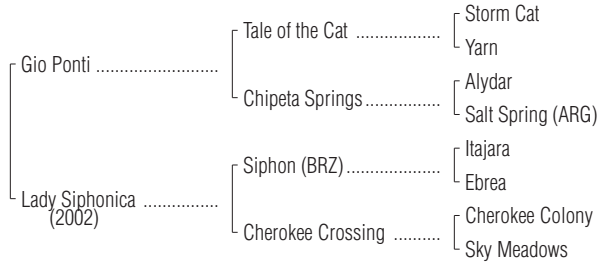 Storm Cat
Tale of the Cat ..................
Yarn
Gio Ponti ..........................
Alydar
Chipeta Springs................
Salt Spring (ARG)
Itajara
Siphon (BRZ)....................
Ebrea
Lady Siphonica ................
(2002)
Cherokee Colony
Cherokee Crossing ..........
Sky Meadows